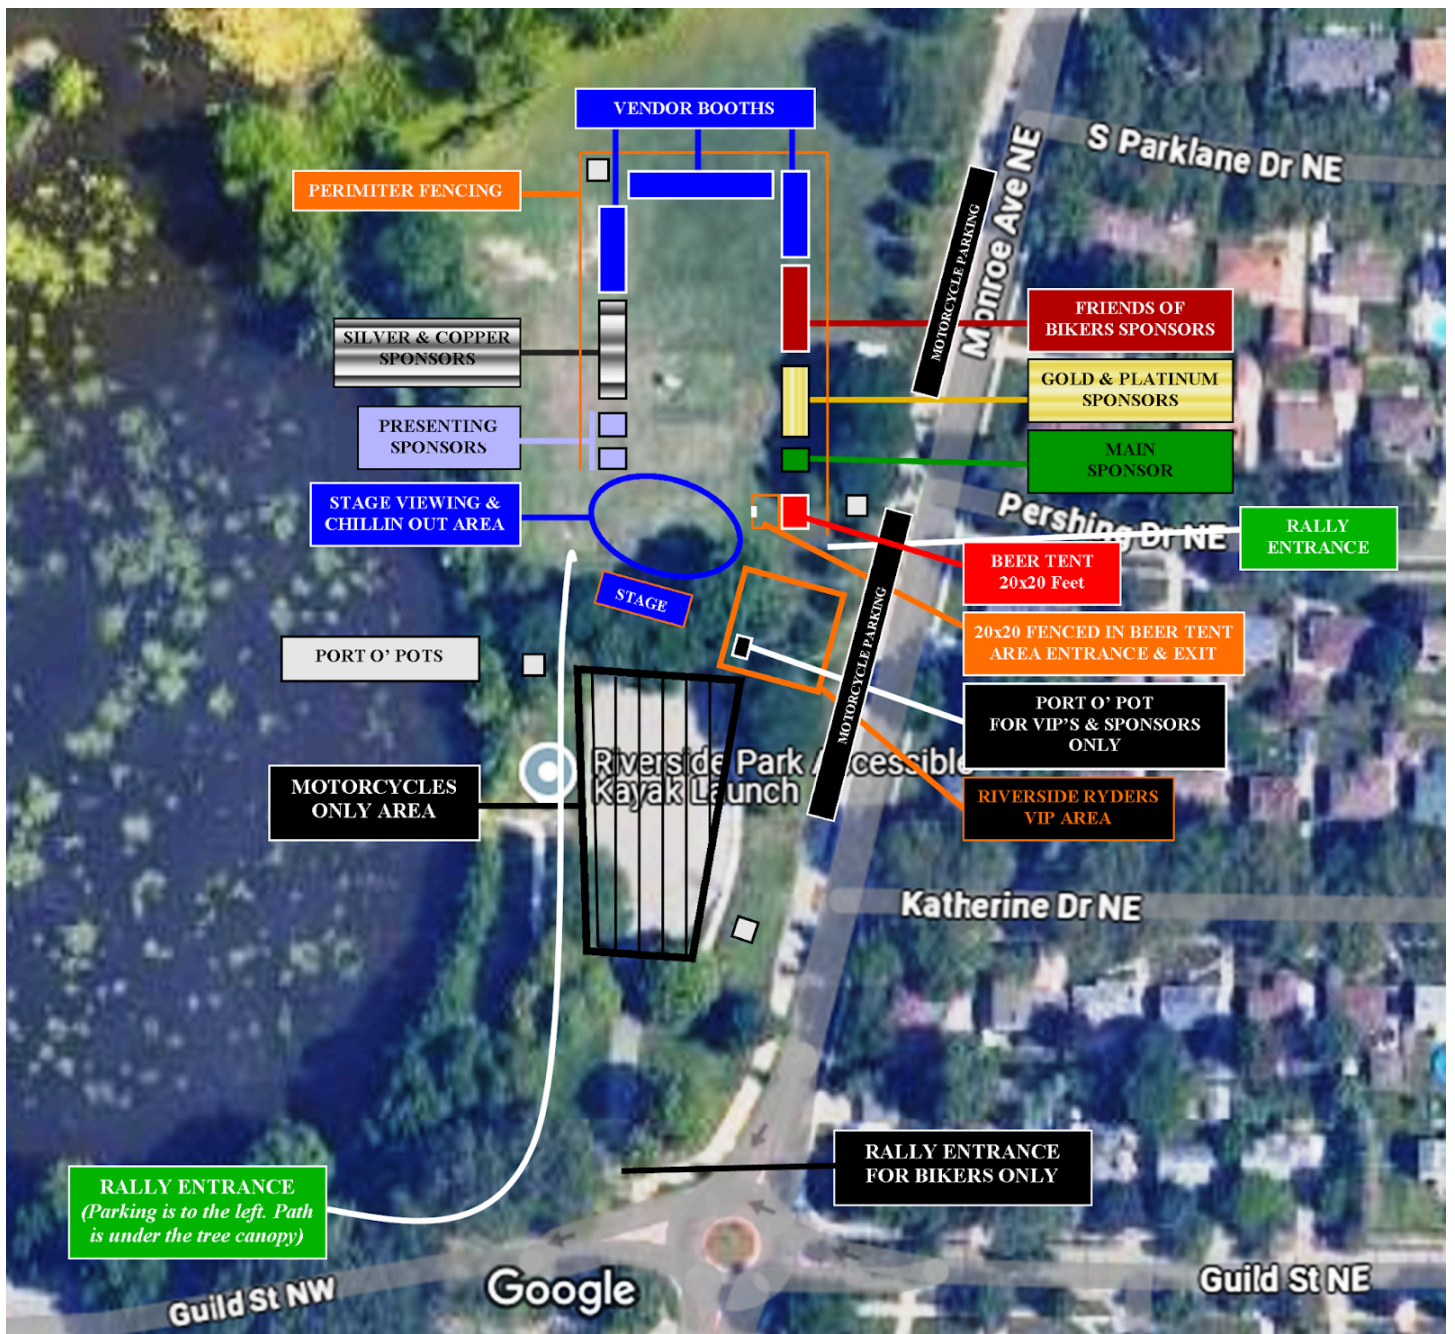 VENDOR BOOTHS
S Parklane Dr NE
PERIMITER FENCING
MOTORCYCLE PARKING
Monroe Ave NE
SILVER & COPPER
SPONSORS
FRIENDS OF
BIKERS SPONSORS
GOLD & PLATINUM
SPONSORS
PRESENTING
SPONSORS
MAIN
SPONSOR
STAGE VIEWING &
CHILLIN OUT AREA
Pershing Dr NE
RALLY
ENTRANCE
BEER TENT
20x20 Feet
STAGE
20x20 FENCED IN BEER TENT
AREA ENTRANCE & EXIT
PORT O' POTS
MOTORCYCLE PARKING
PORT O' POT
FOR VIP'S & SPONSORS
ONLY
Riverside Park Accessible
Kayak Launch
MOTORCYCLES
ONLY AREA
RIVERSIDE RYDERS
VIP AREA
Katherine Dr NE
RALLY ENTRANCE
FOR BIKERS ONLY
RALLY ENTRANCE
(Parking is to the left. Path
is under the tree canopy)
Guild St NW
Google
Guild St NE